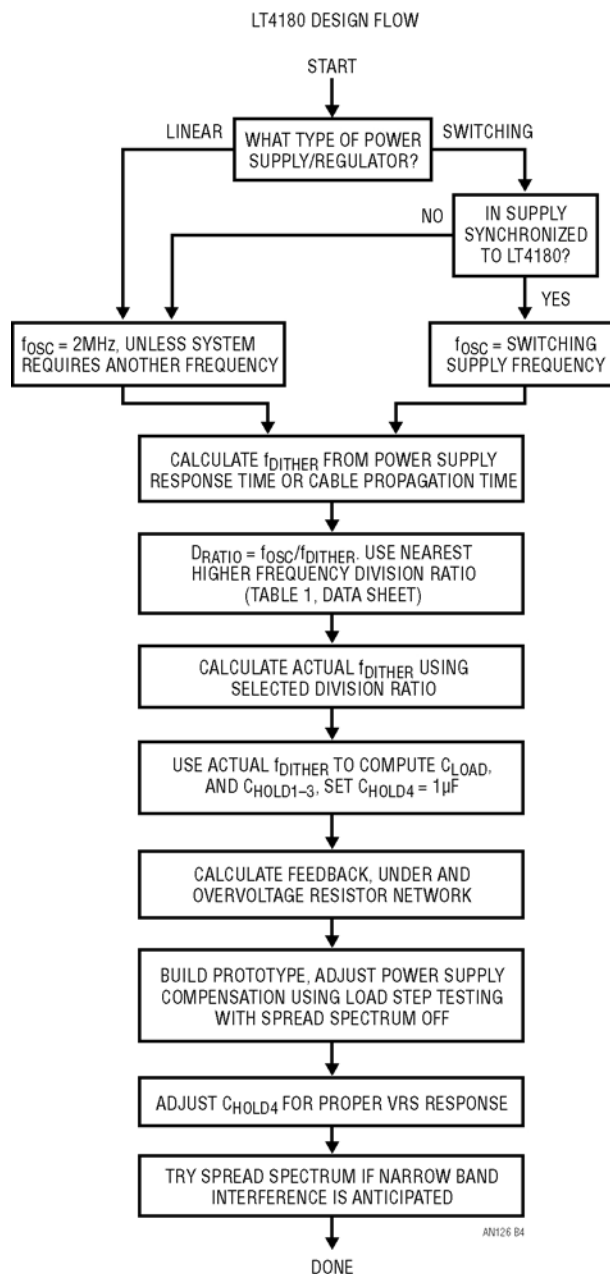 LT4180 DESIGN FLOW
START
LINEAR
WHAT TYPE OF POWER
SUPPLY/REGULATOR?
SWITCHING
NO
IN SUPPLY
SYNCHRONIZED
TO LT4180?
YES
fOSC = 2MHz, UNLESS SYSTEM
REQUIRES ANOTHER FREQUENCY
fOSC = SWITCHING
SUPPLY FREQUENCY
CALCULATE fDITHER FROM POWER SUPPLY
RESPONSE TIME OR CABLE PROPAGATION TIME
DRATIO = fOSC/fDITHER. USE NEAREST
HIGHER FREQUENCY DIVISION RATIO
(TABLE 1, DATA SHEET)
CALCULATE ACTUAL fDITHER USING
SELECTED DIVISION RATIO
USE ACTUAL fDITHER TO COMPUTE CLOAD,
AND CHOLD1–3, SET CHOLD4 = 1µF
CALCULATE FEEDBACK, UNDER AND
OVERVOLTAGE RESISTOR NETWORK
BUILD PROTOTYPE, ADJUST POWER SUPPLY
COMPENSATION USING LOAD STEP TESTING
WITH SPREAD SPECTRUM OFF
ADJUST CHOLD4 FOR PROPER VRS RESPONSE
TRY SPREAD SPECTRUM IF NARROW BAND
INTERFERENCE IS ANTICIPATED
AN126 B4
DONE